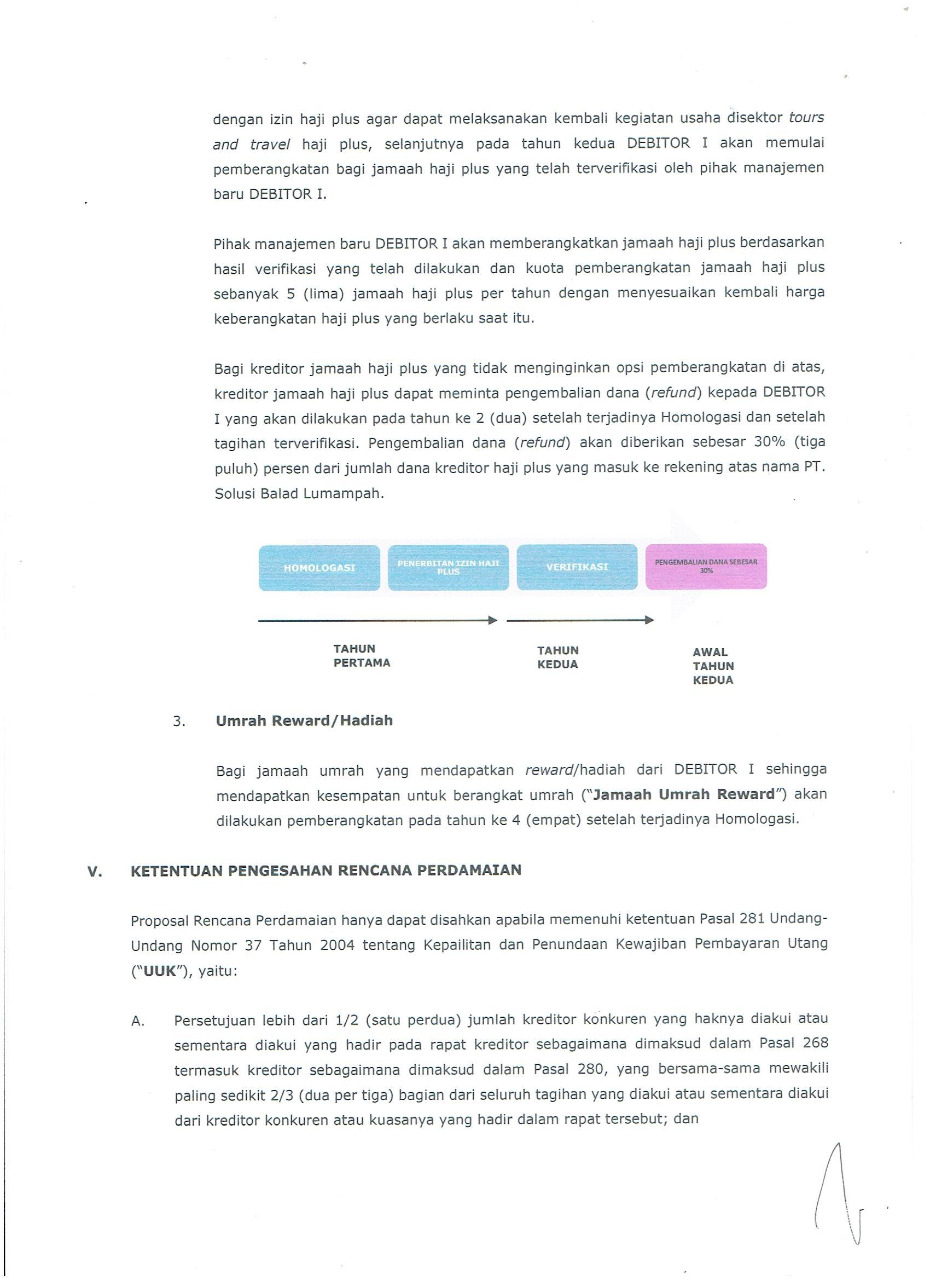 dengan izin haji plus agar dapat melaksanakan kembali kegiatan usaha disektor tours
and travel haji plus, selanjutnya pada tahun kedua DEBITOR I akan memulai
pemberangkatan bagi jamaah haji plus yang telah terverifikasi oleh pihak manajemen
baru DEBITOR I.
Pihak manajemen baru DEBITOR I akan memberangkatkan jamaah haji plus berdasarkan
hasil verifikasi yang telah dilakukan dan kuota pemberangkatan jamaah haji plus
sebanyak 5 (lima) jamaah haji plus per tahun dengan menyesuaikan kembali harga
keberangkatan haji plus yang berlaku saat itu.
Bagi kreditor jamaah haji plus yang tidak menginginkan opsi pemberangkatan di atas,
kreditor jamaah haji plus dapat meminta pengembalian dana (refund) kepada DEBITOR
I yang akan dilakukan pada tahun ke 2 (dua) setelah terjadinya Homologasi dan setelah
tagihan terverifikasi. Pengembalian dana (refund) akan diberikan sebesar 30% (tiga
puluh) persen dari jumlah dana kreditor haji plus yang masuk ke rekening atas nama PT.
Solusi Balad Lumampah.
HOMOLOGASI
PENERBITAN IZIN HAJI
PLUS
VERIFIKASI
PENGEMBALIAN DANA SEBESAR
30%
TAHUN
PERTAMA
TAHUN
KEDUA
AWAL
TAHUN
KEDUA
3. Umrah Reward/Hadiah
Bagi jamaah umrah yang mendapatkan reward/hadiah dari DEBITOR I sehingga
mendapatkan kesempatan untuk berangkat umrah ("Jamaah Umrah Reward") akan
dilakukan pemberangkatan pada tahun ke 4 (empat) setelah terjadinya Homologasi.
V. KETENTUAN PENGESAHAN RENCANA PERDAMAIAN
Proposal Rencana Perdamaian hanya dapat disahkan apabila memenuhi ketentuan Pasal 281 Undang-
Undang Nomor 37 Tahun 2004 tentang Kepailitan dan Penundaan Kewajiban Pembayaran Utang
("UUK"), yaitu:
A. Persetujuan lebih dari 1/2 (satu perdua) jumlah kreditor konkuren yang haknya diakui atau
sementara diakui yang hadir pada rapat kreditor sebagaimana dimaksud dalam Pasal 268
termasuk kreditor sebagaimana dimaksud dalam Pasal 280, yang bersama-sama mewakili
paling sedikit 2/3 (dua per tiga) bagian dari seluruh tagihan yang diakui atau sementara diakui
dari kreditor konkuren atau kuasanya yang hadir dalam rapat tersebut; dan